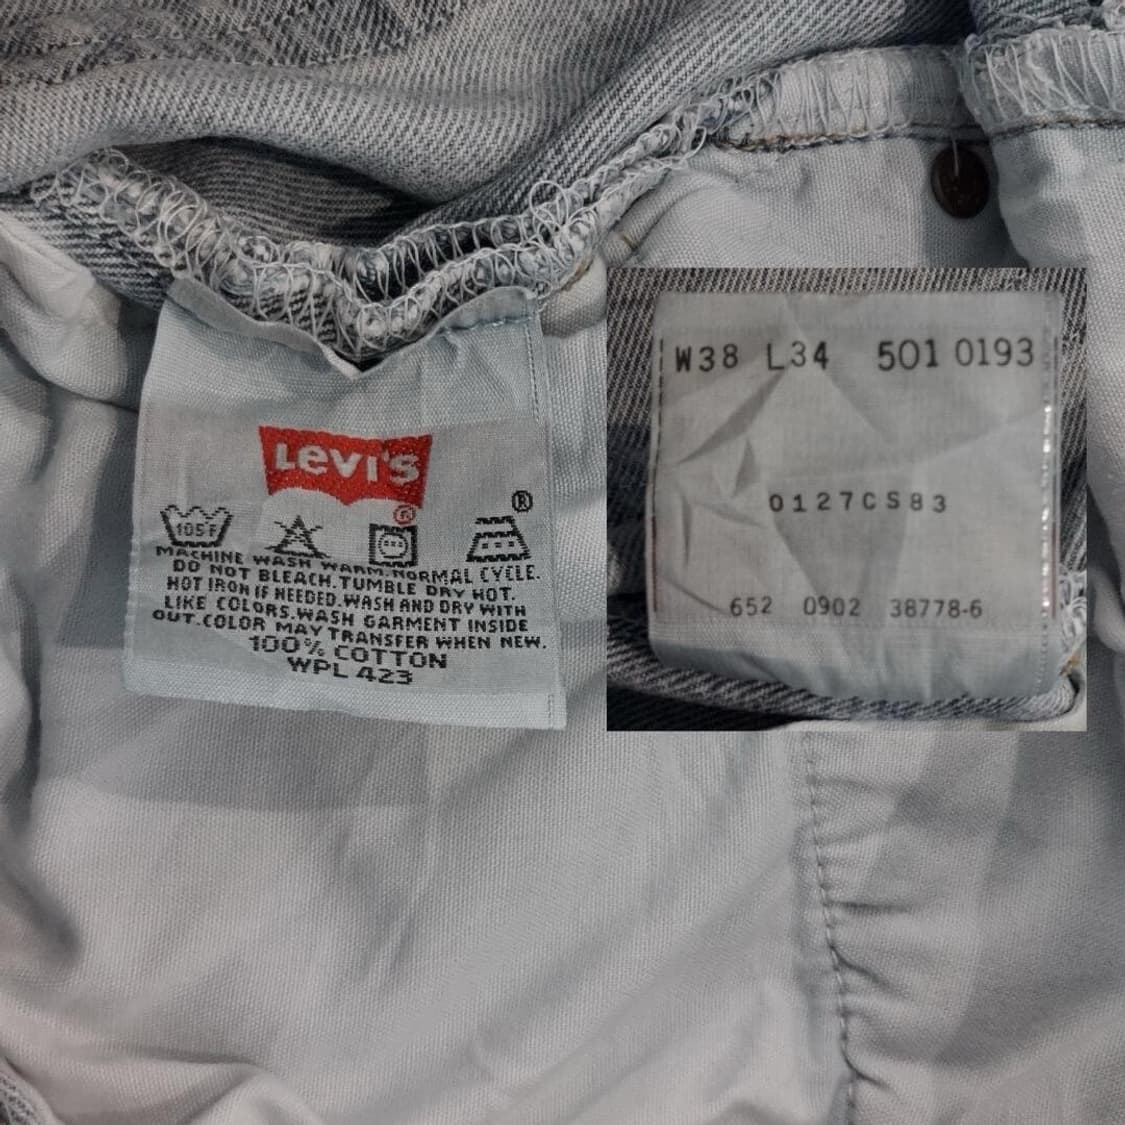 Levi's
®
®
105F
MACHINE WASH WARM.NORMAL CYCLE.
DO NOT BLEACH.TUMBLE DRY HOT.
HOT IRON IF NEEDED.WASH AND DRY WITH
LIKE COLORS.WASH GARMENT INSIDE
OUT.COLOR MAY TRANSFER WHEN NEW.
100% COTTON
WPL 423
W38 L34 501 0193
0127CS83
652 0902 38778-6